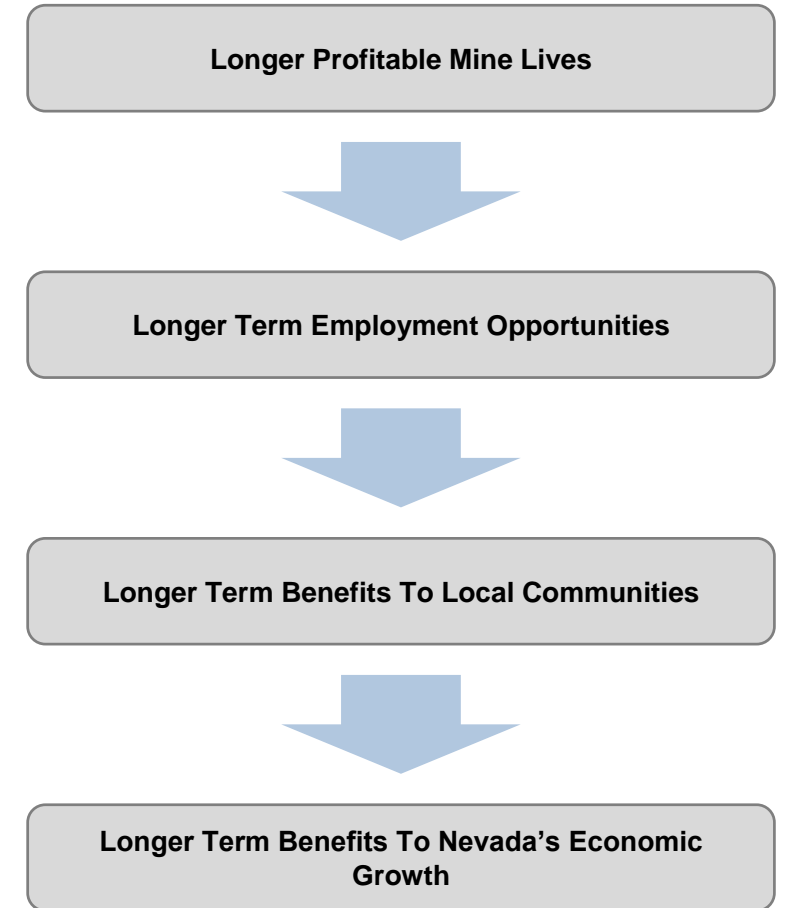 Longer Profitable Mine Lives
Longer Term Employment Opportunities
Longer Term Benefits To Local Communities
Longer Term Benefits To Nevada’s Economic
Growth